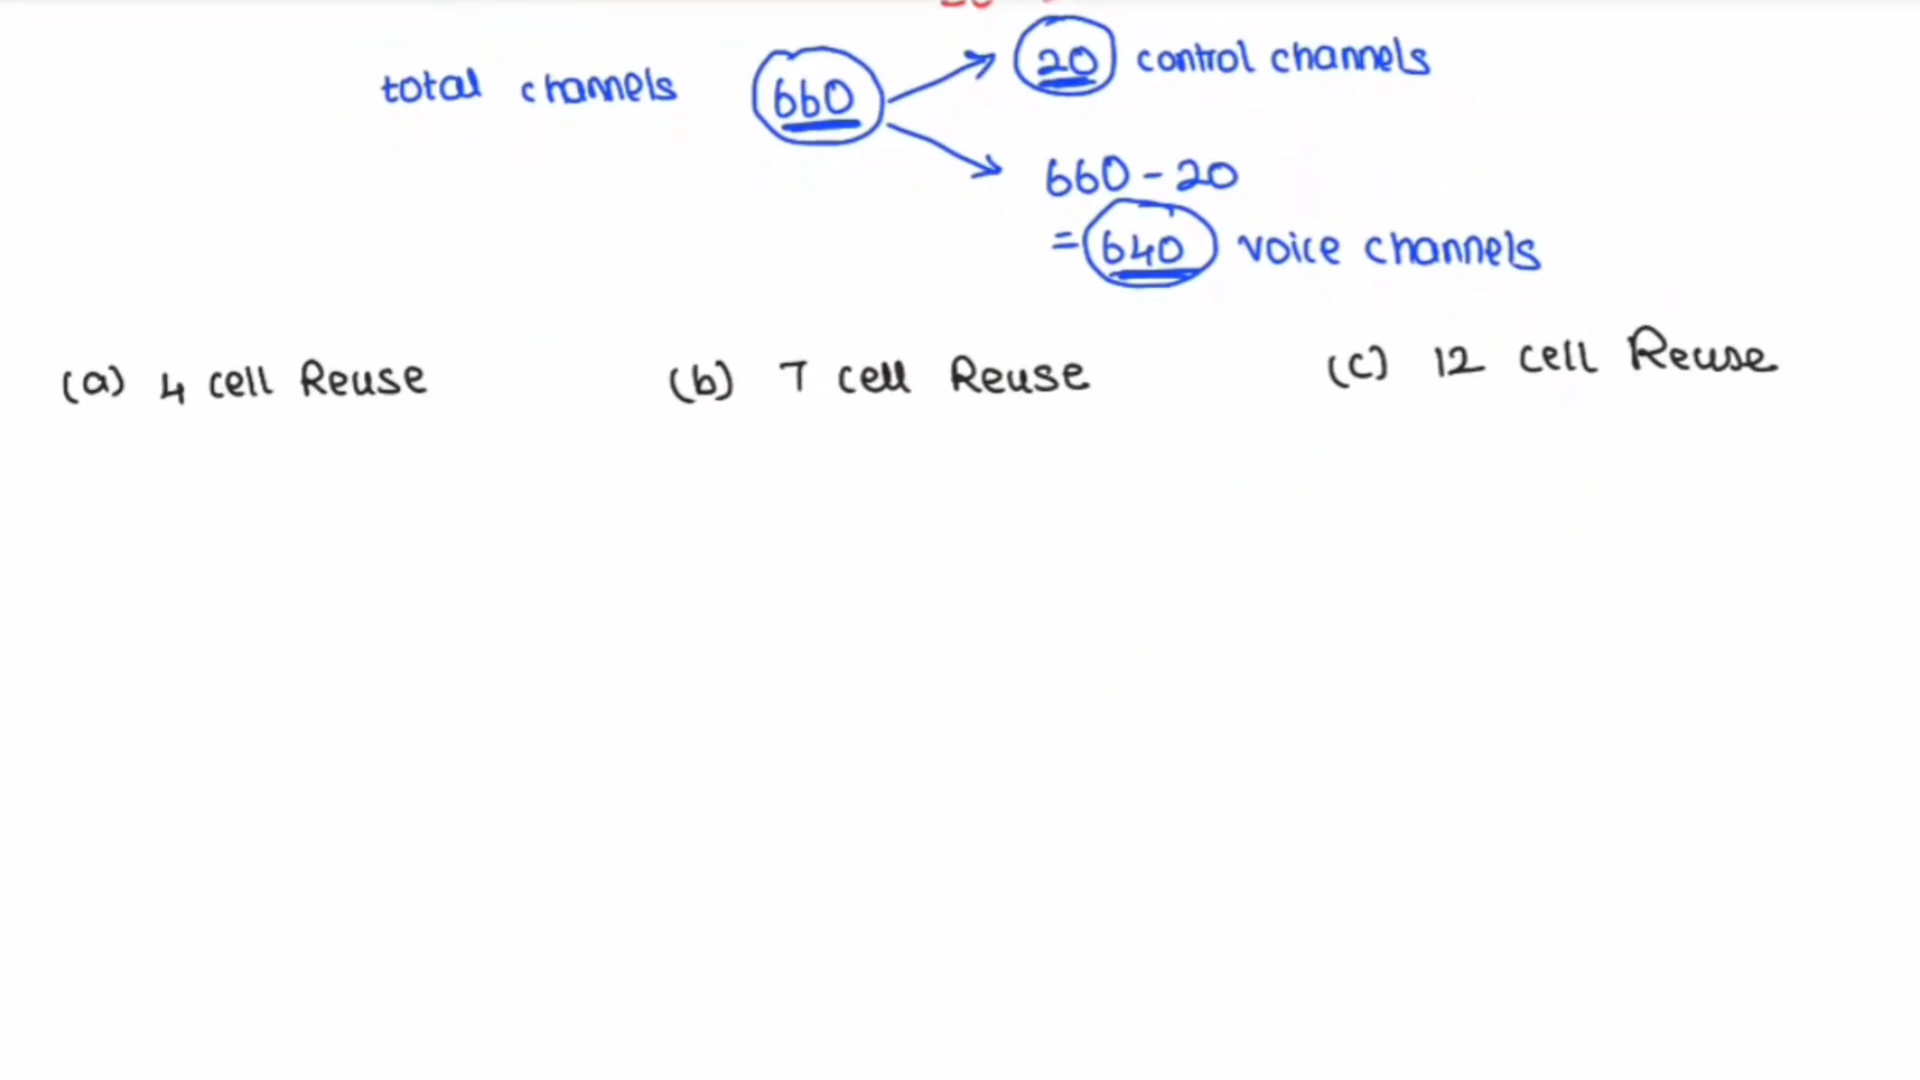 total channels 660 20 control channels
660 - 20
= 640 voice channels
(a) 4 cell Reuse (b) 7 cell Reuse (c) 12 cell Reuse